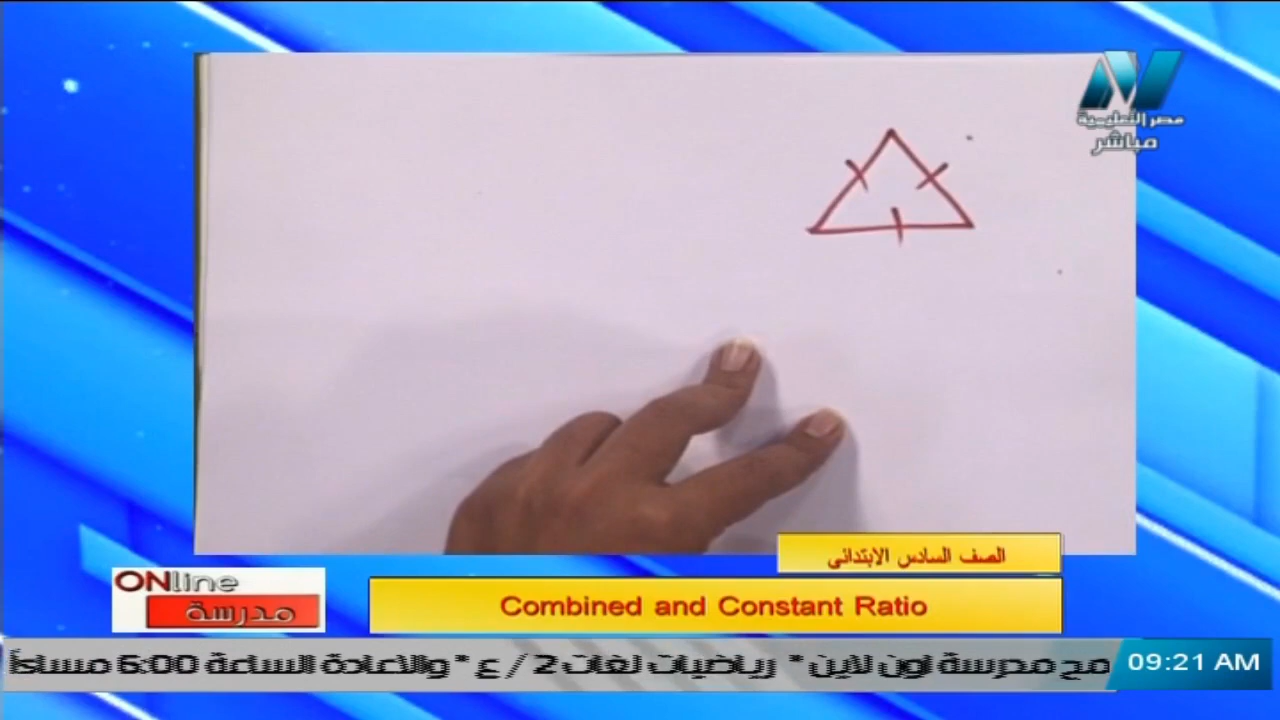 مصر التعليمية
مباشر
الصف السادس الابتدائى
Combined and Constant Ratio
ONline
مدرسة
مج مدرسة اون لاين " رياضيات لغات 2 / ع " والاعادة الساعة 6:00 مساءاً
09:21 AM